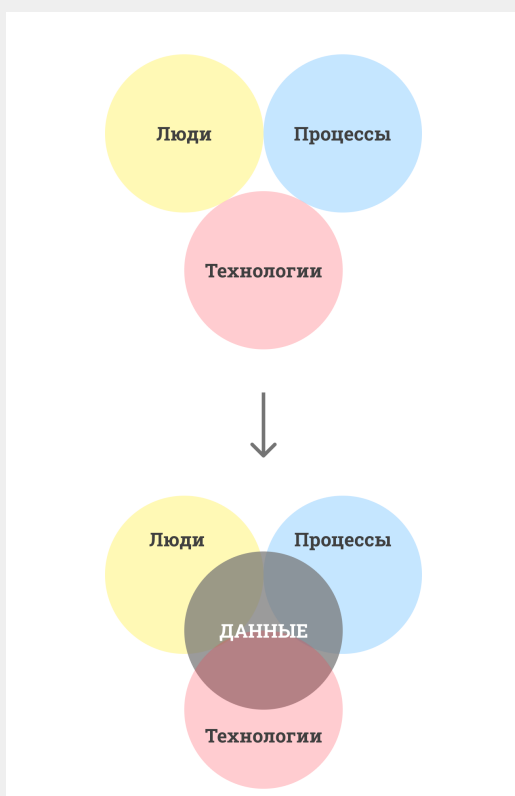 Люди
Процессы
Технологии
Люди
Процессы
ДАННЫЕ
Технологии